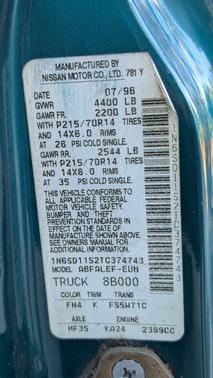 MANUFACTURED BY
NISSAN MOTOR CO., LTD. 781 Y
DATE 07/96
GVWR 4400 LB
GAWR FR. 2200 LB
WITH P215/70R14 TIRES
AND 14X6.0 RIMS
AT 26 PSI COLD SINGLE.
GAWR RR. 2544 LB
WITH P215/70R14 TIRES
AND 14X6.0 RIMS
AT 35 PSI COLD SINGLE.
THIS VEHICLE CONFORMS TO
ALL APPLICABLE FEDERAL
MOTOR VEHICLE SAFETY,
BUMPER, AND THEFT
PREVENTION STANDARDS
IN EFFECT ON THE DATE OF
MANUFACTURE SHOWN ABOVE.
SEE OWNERS MANUAL FOR
ADDITIONAL INFORMATION.
1N6SD11S2TC374743
MODEL ABFALEF-EUN
TRUCK 8B000
COLOR TRIM TRANS
FN4 K FS5W71C
AXLE ENGINE
HF35 KA24 2389CC
1N6SD11S2TC374743